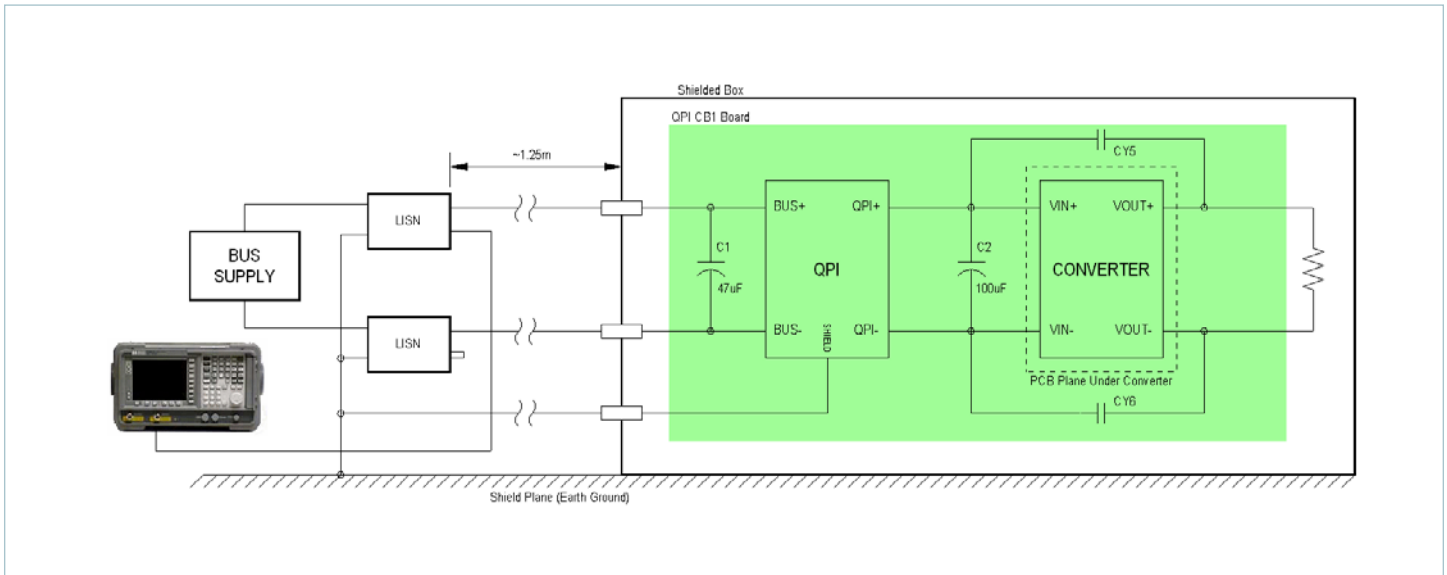 Shielded Box
QPI CB1 Board
~1.25m
CY5
LISN
BUS+
QPI+
VIN+
VOUT+
BUS
SUPPLY
C1
47uF
QPI
C2
100uF
CONVERTER
LISN
BUS-
SHIELD
QPI-
VIN-
VOUT-
PCB Plane Under Converter
CY6
Shield Plane (Earth Ground)